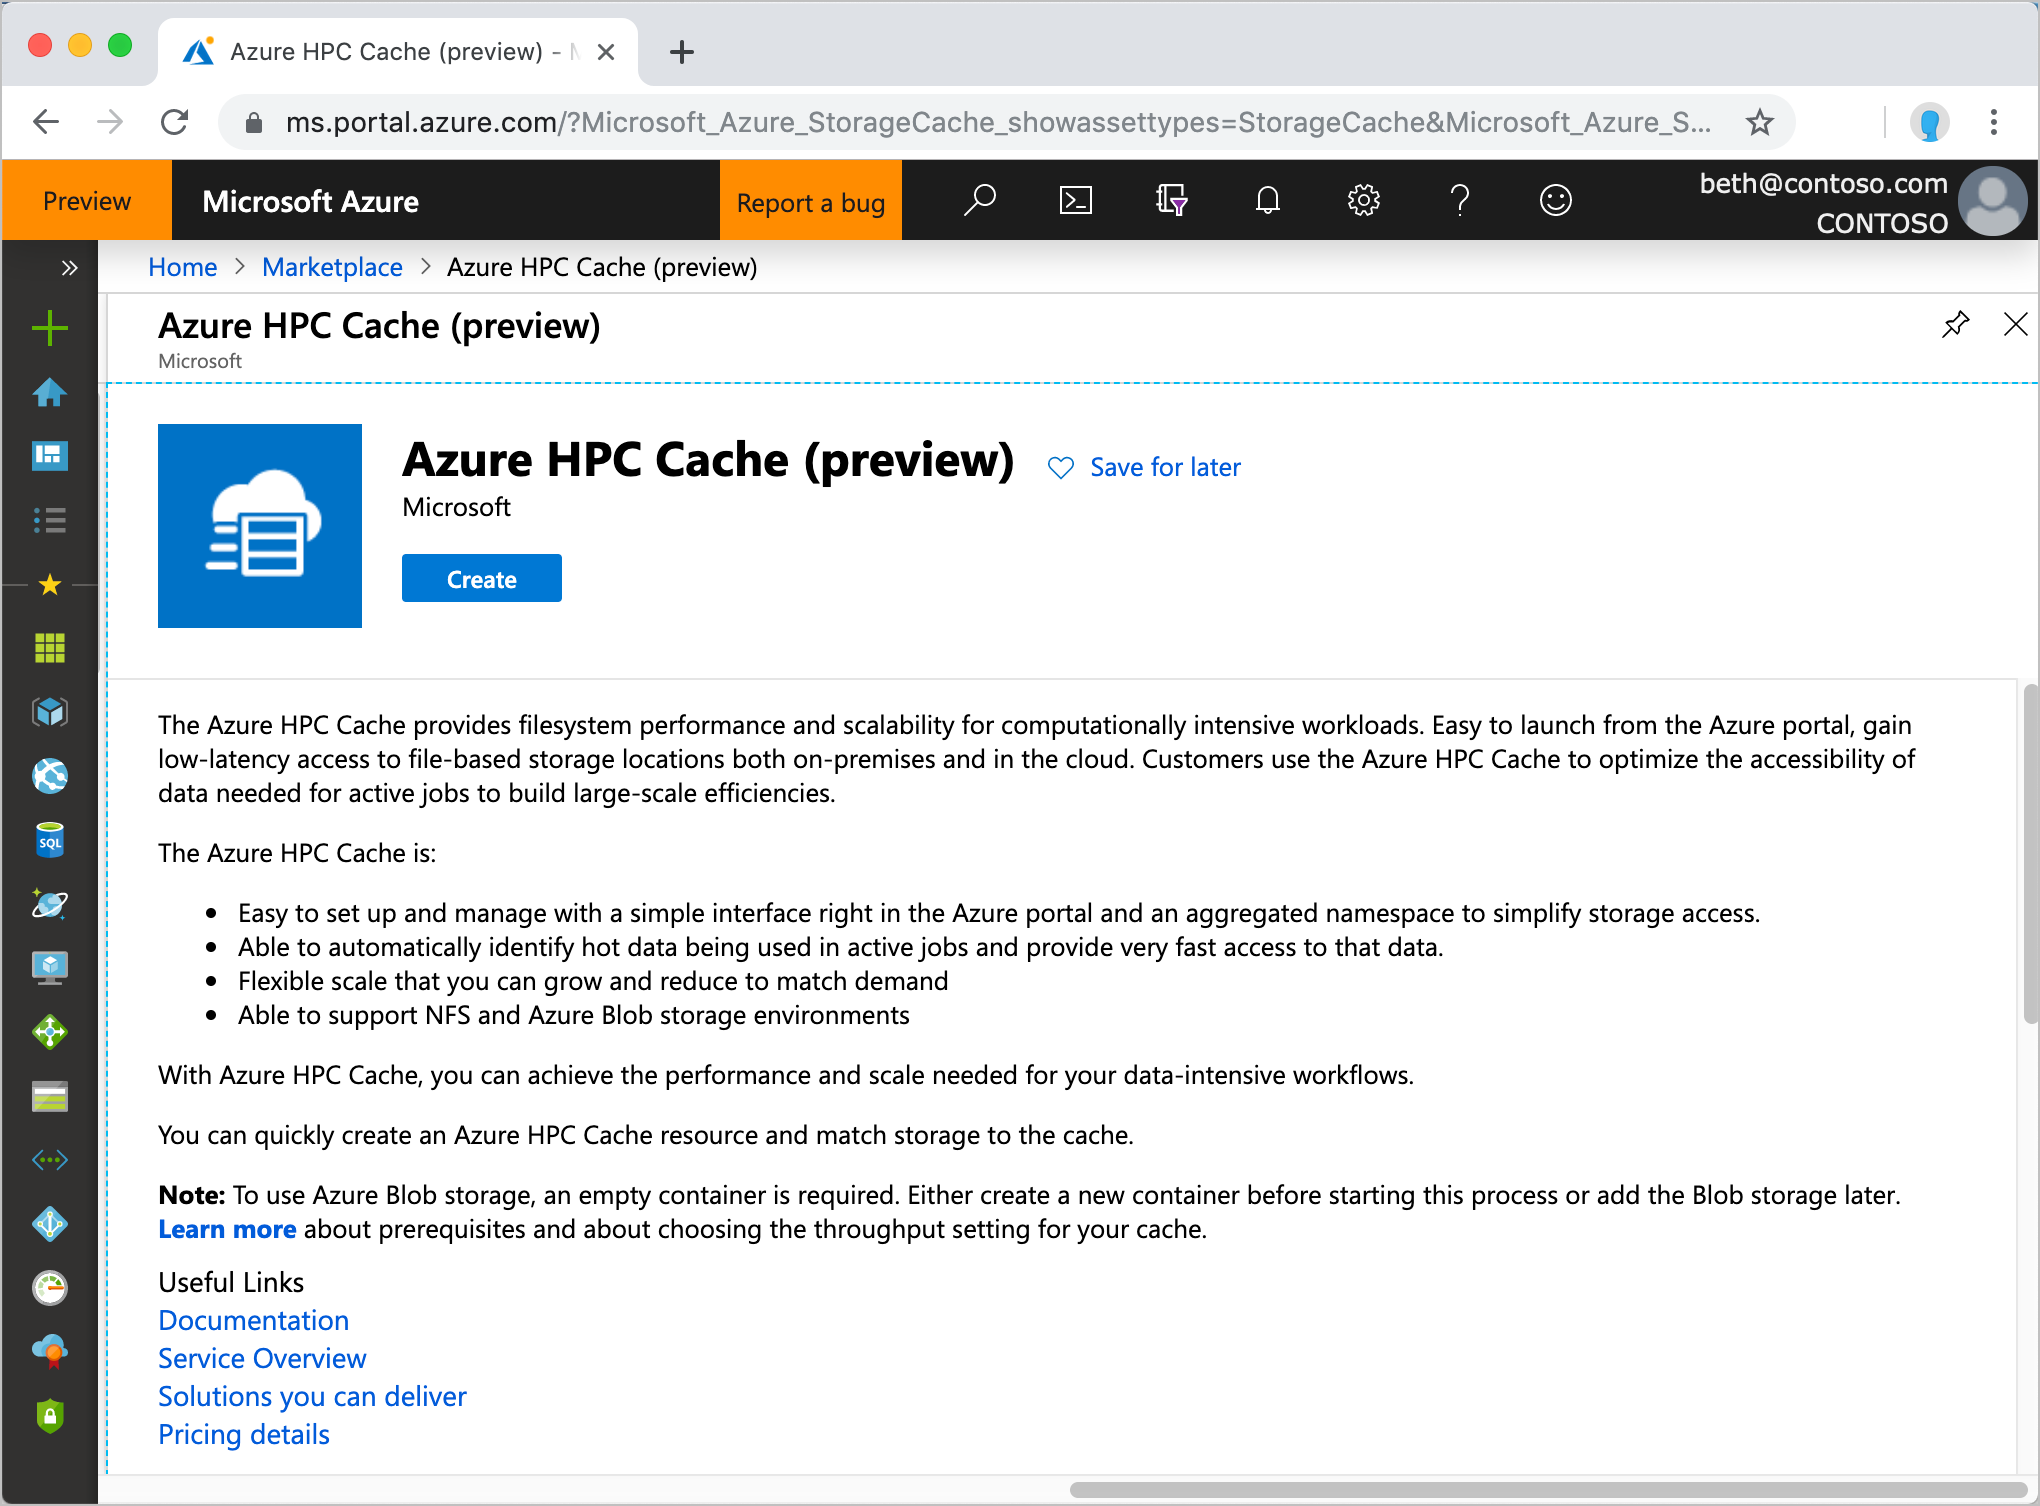 Azure HPC Cache (preview) -
ms.portal.azure.com/?Microsoft_Azure_StorageCache_showassettypes=StorageCache&Microsoft_Azure_S...
Preview
Microsoft Azure
Report a bug
beth@contoso.com
CONTOSO
Home > Marketplace > Azure HPC Cache (preview)
Azure HPC Cache (preview)
Microsoft
Azure HPC Cache (preview)
Save for later
Microsoft
Create
The Azure HPC Cache provides filesystem performance and scalability for computationally intensive workloads. Easy to launch from the Azure portal, gain
low-latency access to file-based storage locations both on-premises and in the cloud. Customers use the Azure HPC Cache to optimize the accessibility of
data needed for active jobs to build large-scale efficiencies.
The Azure HPC Cache is:
• Easy to set up and manage with a simple interface right in the Azure portal and an aggregated namespace to simplify storage access.
• Able to automatically identify hot data being used in active jobs and provide very fast access to that data.
• Flexible scale that you can grow and reduce to match demand
• Able to support NFS and Azure Blob storage environments
With Azure HPC Cache, you can achieve the performance and scale needed for your data-intensive workflows.
You can quickly create an Azure HPC Cache resource and match storage to the cache.
Note: To use Azure Blob storage, an empty container is required. Either create a new container before starting this process or add the Blob storage later.
Learn more about prerequisites and about choosing the throughput setting for your cache.
Useful Links
Documentation
Service Overview
Solutions you can deliver
Pricing details
SQL